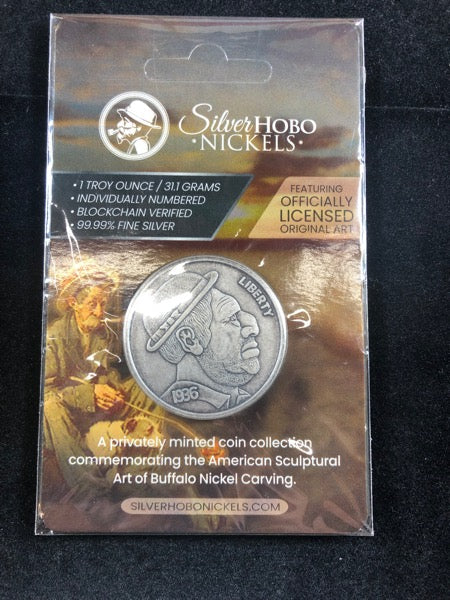 Silver HOBO
• NICKELS •
• 1 TROY OUNCE / 31.1 GRAMS
• INDIVIDUALLY NUMBERED
• BLOCKCHAIN VERIFIED
• 99.99% FINE SILVER
FEATURING
OFFICIALLY
LICENSED
ORIGINAL ART
LIBERTY
1936
A privately minted coin collection
commemorating the American Sculptural
Art of Buffalo Nickel Carving.
SILVERHOBONICKELS.COM